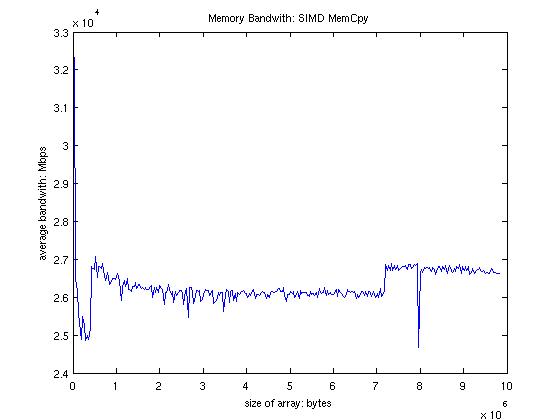 Memory Bandwith: SIMD MemCpy
x 10^4
3.3
3.2
3.1
3
2.9
2.8
2.7
2.6
2.5
2.4
average bandwith: Mbps
0 1 2 3 4 5 6 7 8 9 10
size of array: bytes
x 10^6